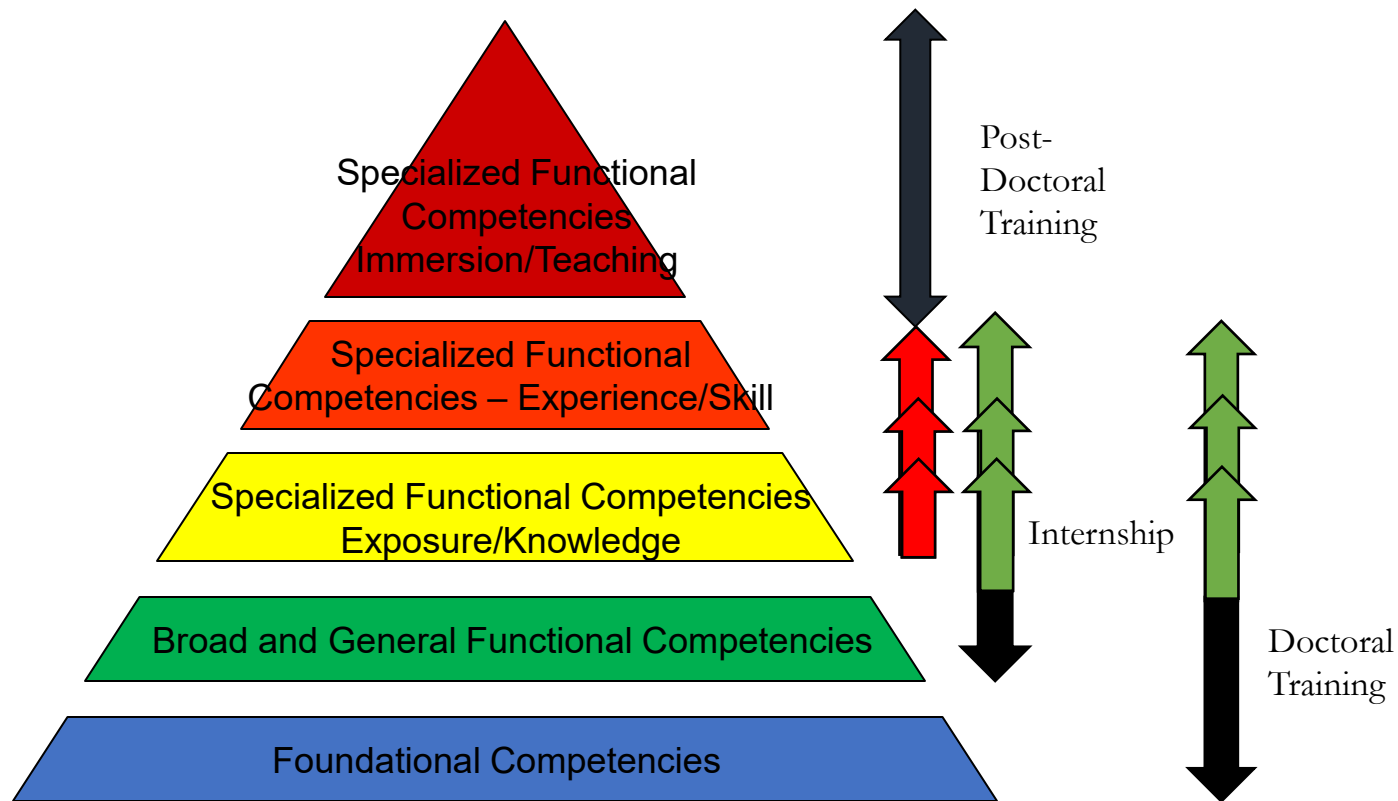 Specialized Functional
Competencies
Immersion/Teaching
Post-
Doctoral
Training
Specialized Functional
Competencies – Experience/Skill
Specialized Functional Competencies
Exposure/Knowledge
Internship
Broad and General Functional Competencies
Doctoral
Training
Foundational Competencies